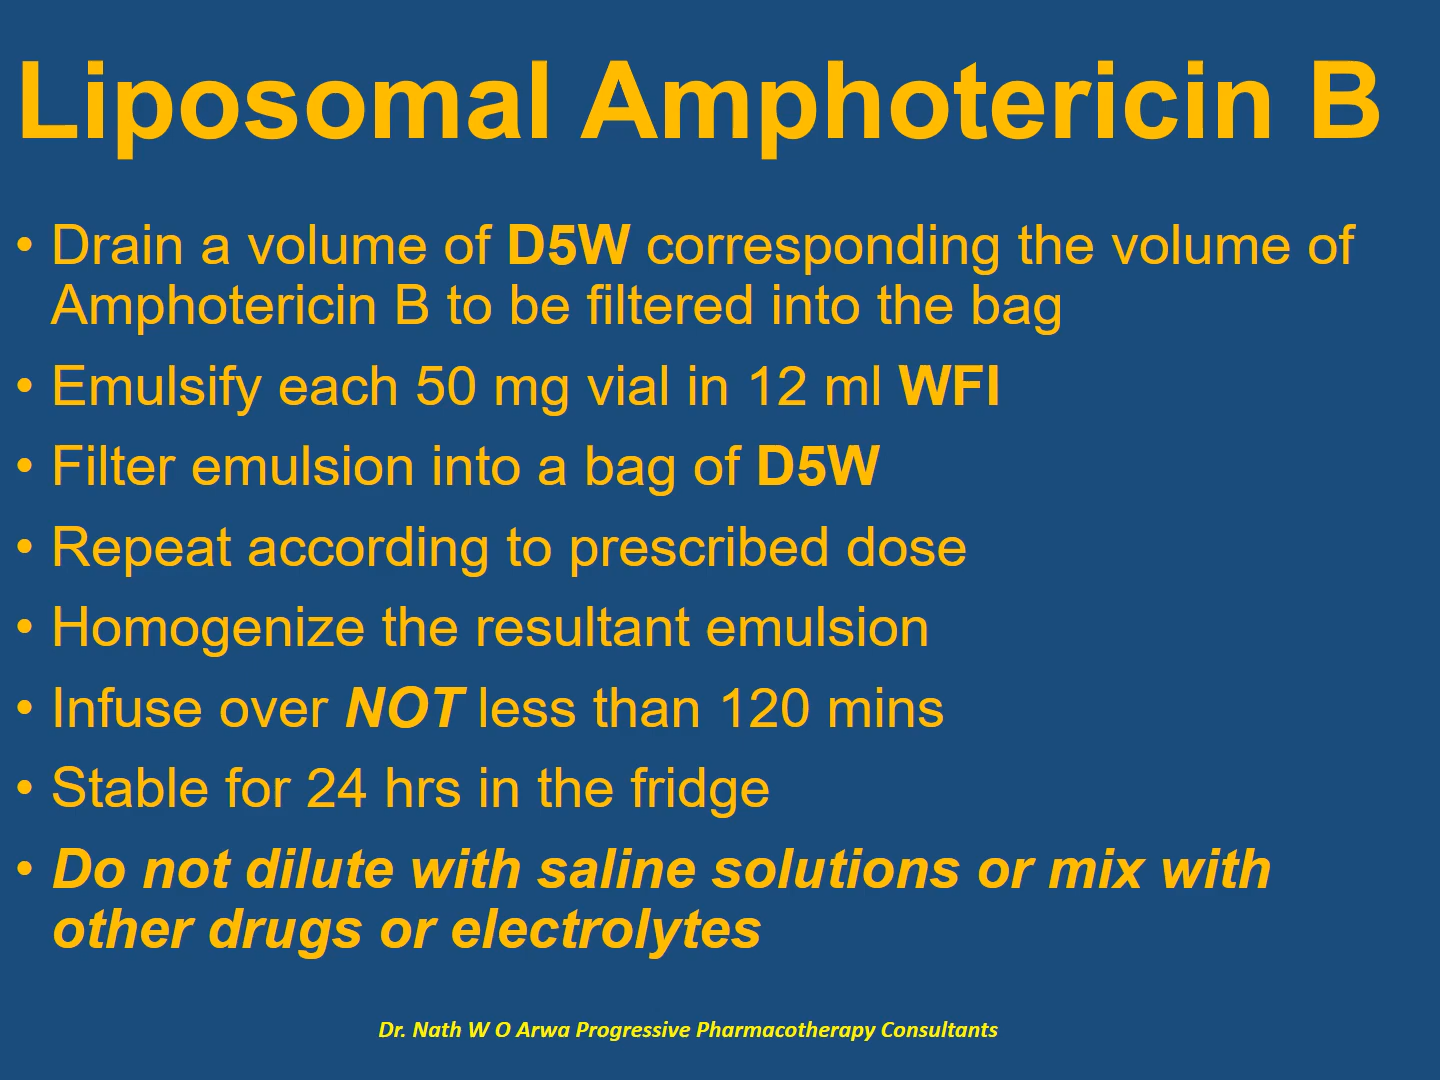 Liposomal Amphotericin B
• Drain a volume of D5W corresponding the volume of
Amphotericin B to be filtered into the bag
• Emulsify each 50 mg vial in 12 ml WFI
• Filter emulsion into a bag of D5W
• Repeat according to prescribed dose
• Homogenize the resultant emulsion
• Infuse over NOT less than 120 mins
• Stable for 24 hrs in the fridge
• Do not dilute with saline solutions or mix with
other drugs or electrolytes
Dr. Nath W O Arwa Progressive Pharmacotherapy Consultants